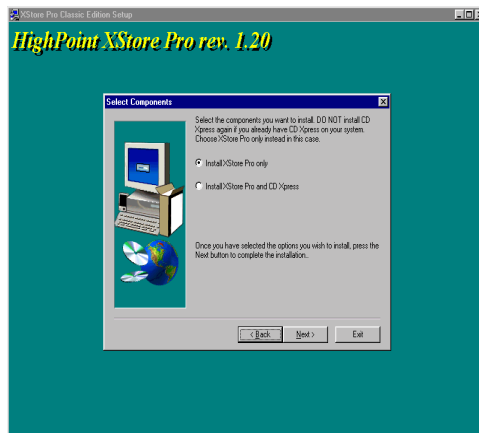 XStore Pro Classic Edition Setup
HighPoint XStore Pro rev. 1.20
Select Components
Select the components you want to install. DO NOT install CD
Xpress again if you already have CD Xpress on your system.
Choose XStore Pro only instead in this case.
Install XStore Pro only
Install XStore Pro and CD Xpress
Once you have selected the options you wish to install, press the
Next button to complete the installation..
< Back
Next >
Exit